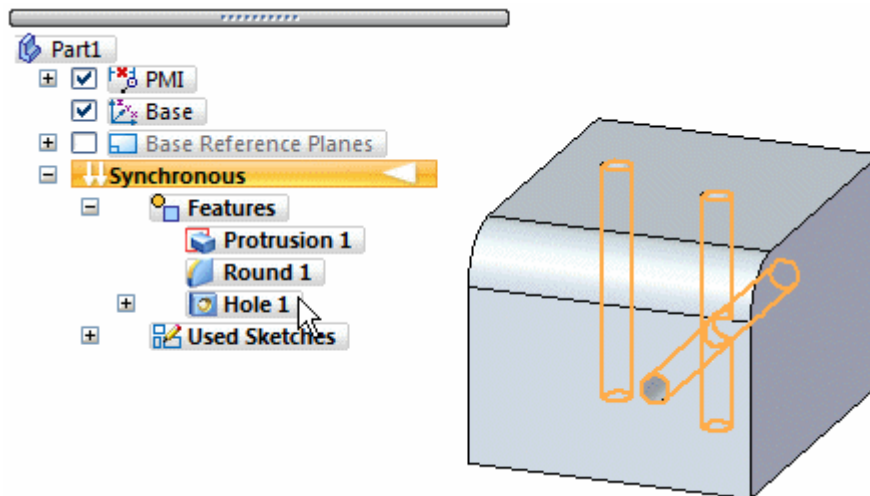 Part1
PMI
Base
Base Reference Planes
Synchronous
Features
Protrusion 1
Round 1
Hole 1
Used Sketches